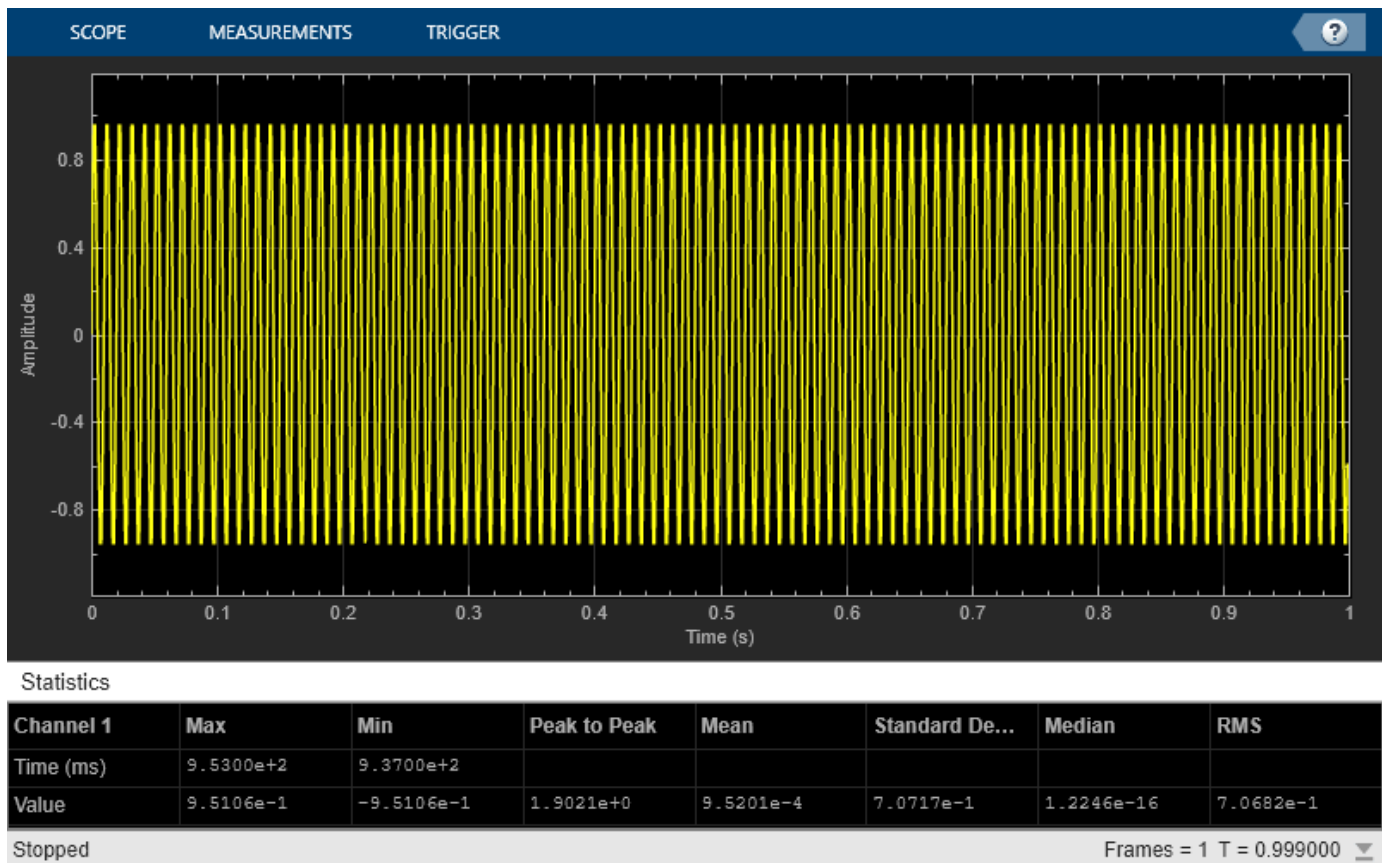 SCOPE MEASUREMENTS TRIGGER ?
0.8
0.4
0
-0.4
-0.8
Amplitude
0 0.1 0.2 0.3 0.4 0.5 0.6 0.7 0.8 0.9 1
Time (s)
Statistics
Channel 1 Max Min Peak to Peak Mean Standard De... Median RMS
Time (ms) 9.5300e+2 9.3700e+2
Value 9.5106e-1 -9.5106e-1 1.9021e+0 9.5201e-4 7.0717e-1 1.2246e-16 7.0682e-1
Stopped Frames = 1 T = 0.999000